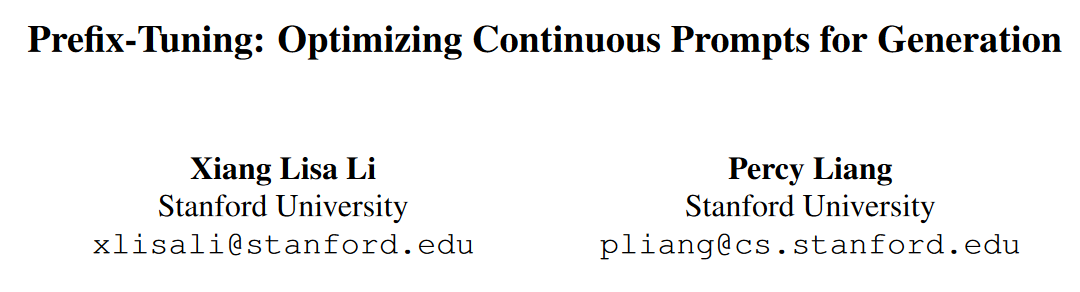 Prefix-Tuning: Optimizing Continuous Prompts for Generation
Xiang Lisa Li
Stanford University
xlisali@stanford.edu
Percy Liang
Stanford University
pliang@cs.stanford.edu